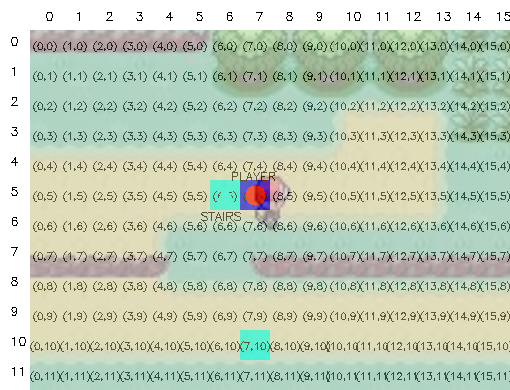 0 1 2 3 4 5 6 7 8 9 10 11 12 13 14 15
0 (0,0) (1,0) (2,0) (3,0) (4,0) (5,0) (6,0) (7,0) (8,0) (9,0) (10,0) (11,0) (12,0) (13,0) (14,0) (15,0)
1 (0,1) (1,1) (2,1) (3,1) (4,1) (5,1) (6,1) (7,1) (8,1) (9,1) (10,1) (11,1) (12,1) (13,1) (14,1) (15,1)
2 (0,2) (1,2) (2,2) (3,2) (4,2) (5,2) (6,2) (7,2) (8,2) (9,2) (10,2) (11,2) (12,2) (13,2) (14,2) (15,2)
3 (0,3) (1,3) (2,3) (3,3) (4,3) (5,3) (6,3) (7,3) (8,3) (9,3) (10,3) (11,3) (12,3) (13,3) (14,3) (15,3)
4 (0,4) (1,4) (2,4) (3,4) (4,4) (5,4) (6,4) (7,4) (8,4) (9,4) (10,4) (11,4) (12,4) (13,4) (14,4) (15,4)
PLAYER
5 (0,5) (1,5) (2,5) (3,5) (4,5) (5,5) (8,5) (9,5) (10,5) (11,5) (12,5) (13,5) (14,5) (15,5)
STAIRS
6 (0,6) (1,6) (2,6) (3,6) (4,6) (5,6) (6,6) (7,6) (8,6) (9,6) (10,6) (11,6) (12,6) (13,6) (14,6) (15,6)
7 (0,7) (1,7) (2,7) (3,7) (4,7) (5,7) (6,7) (7,7) (8,7) (9,7) (10,7) (11,7) (12,7) (13,7) (14,7) (15,7)
8 (0,8) (1,8) (2,8) (3,8) (4,8) (5,8) (6,8) (7,8) (8,8) (9,8) (10,8) (11,8) (12,8) (13,8) (14,8) (15,8)
9 (0,9) (1,9) (2,9) (3,9) (4,9) (5,9) (6,9) (7,9) (8,9) (9,9) (10,9) (11,9) (12,9) (13,9) (14,9) (15,9)
10 (0,10) (1,10) (2,10) (3,10) (4,10) (5,10) (6,10) (7,10) (8,10) (9,10) (10,10) (11,10) (12,10) (13,10) (14,10) (15,10)
11 (0,11) (1,11) (2,11) (3,11) (4,11) (5,11) (6,11) (7,11) (8,11) (9,11) (10,11) (11,11) (12,11) (13,11) (14,11) (15,11)